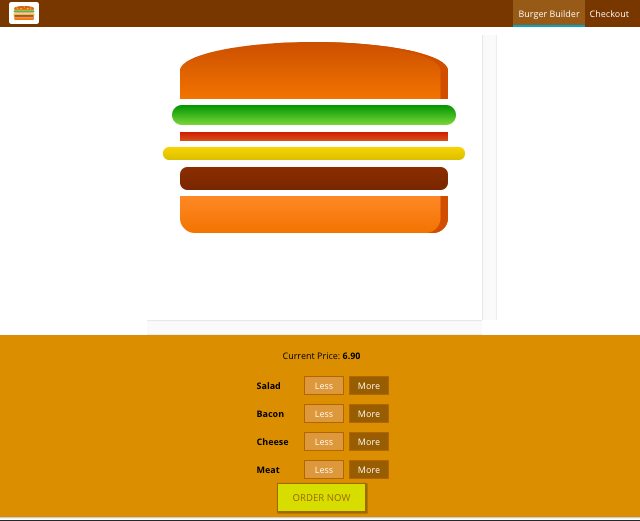 Burger Builder Checkout
Current Price: 6.90
Salad Less More
Bacon Less More
Cheese Less More
Meat Less More
ORDER NOW